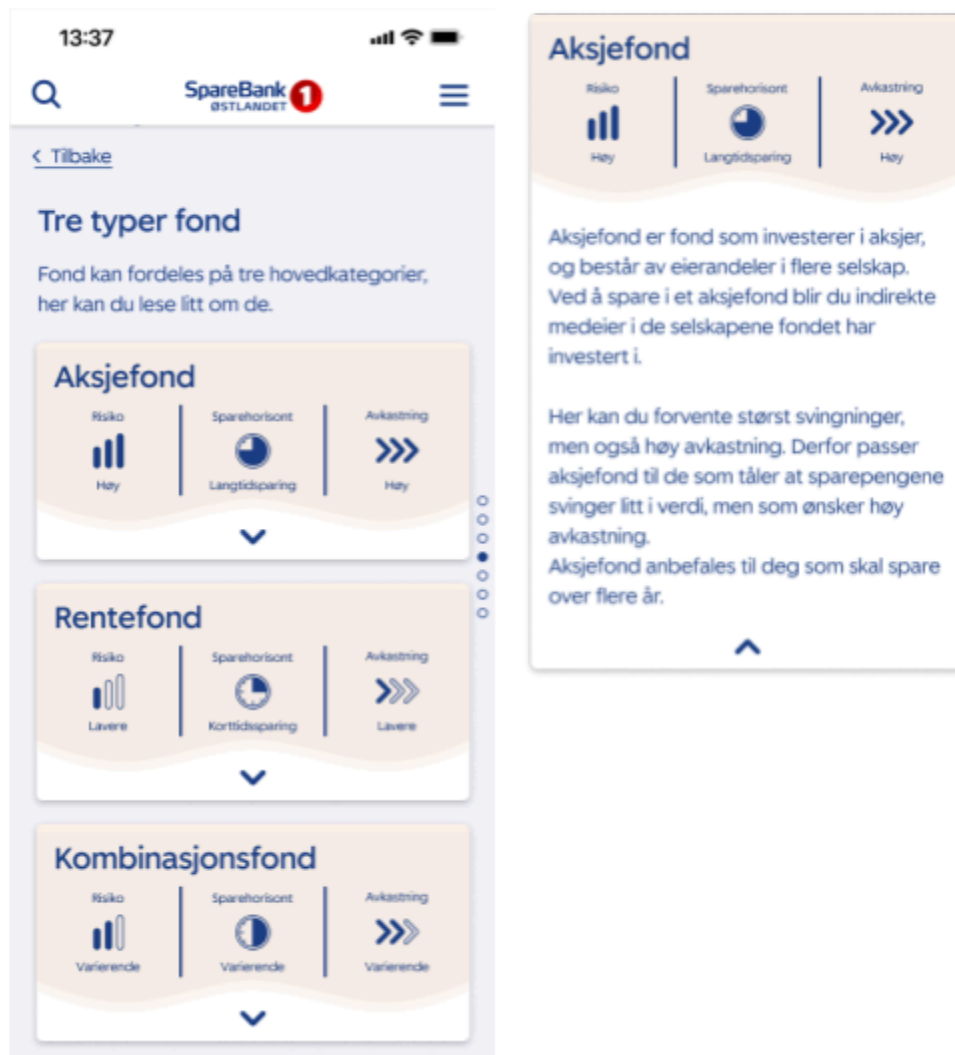 13:37
SpareBank 1
ØSTLANDET
Tilbake
Tre typer fond
Fond kan fordeles på tre hovedkategorier,
her kan du lese litt om de.
Aksjefond
Risiko Sparehorisont Avkastning
Høy Langtidsparing Høy
Rentefond
Risiko Sparehorisont Avkastning
Lavere Korttidssparing Lavere
Kombinasjonsfond
Risiko Sparehorisont Avkastning
Varierende Varierende Varierende
Aksjefond
Risiko Sparehorisont Avkastning
Høy Langtidsparing Høy
Aksjefond er fond som investerer i aksjer,
og består av eierandeler i flere selskap.
Ved å spare i et aksjefond blir du indirekte
medeier i de selskapene fondet har
investert i.
Her kan du forvente størst svingninger,
men også høy avkastning. Derfor passer
aksjefond til de som tåler at sparepengene
svinger litt i verdi, men som ønsker høy
avkastning.
Aksjefond anbefales til deg som skal spare
over flere år.